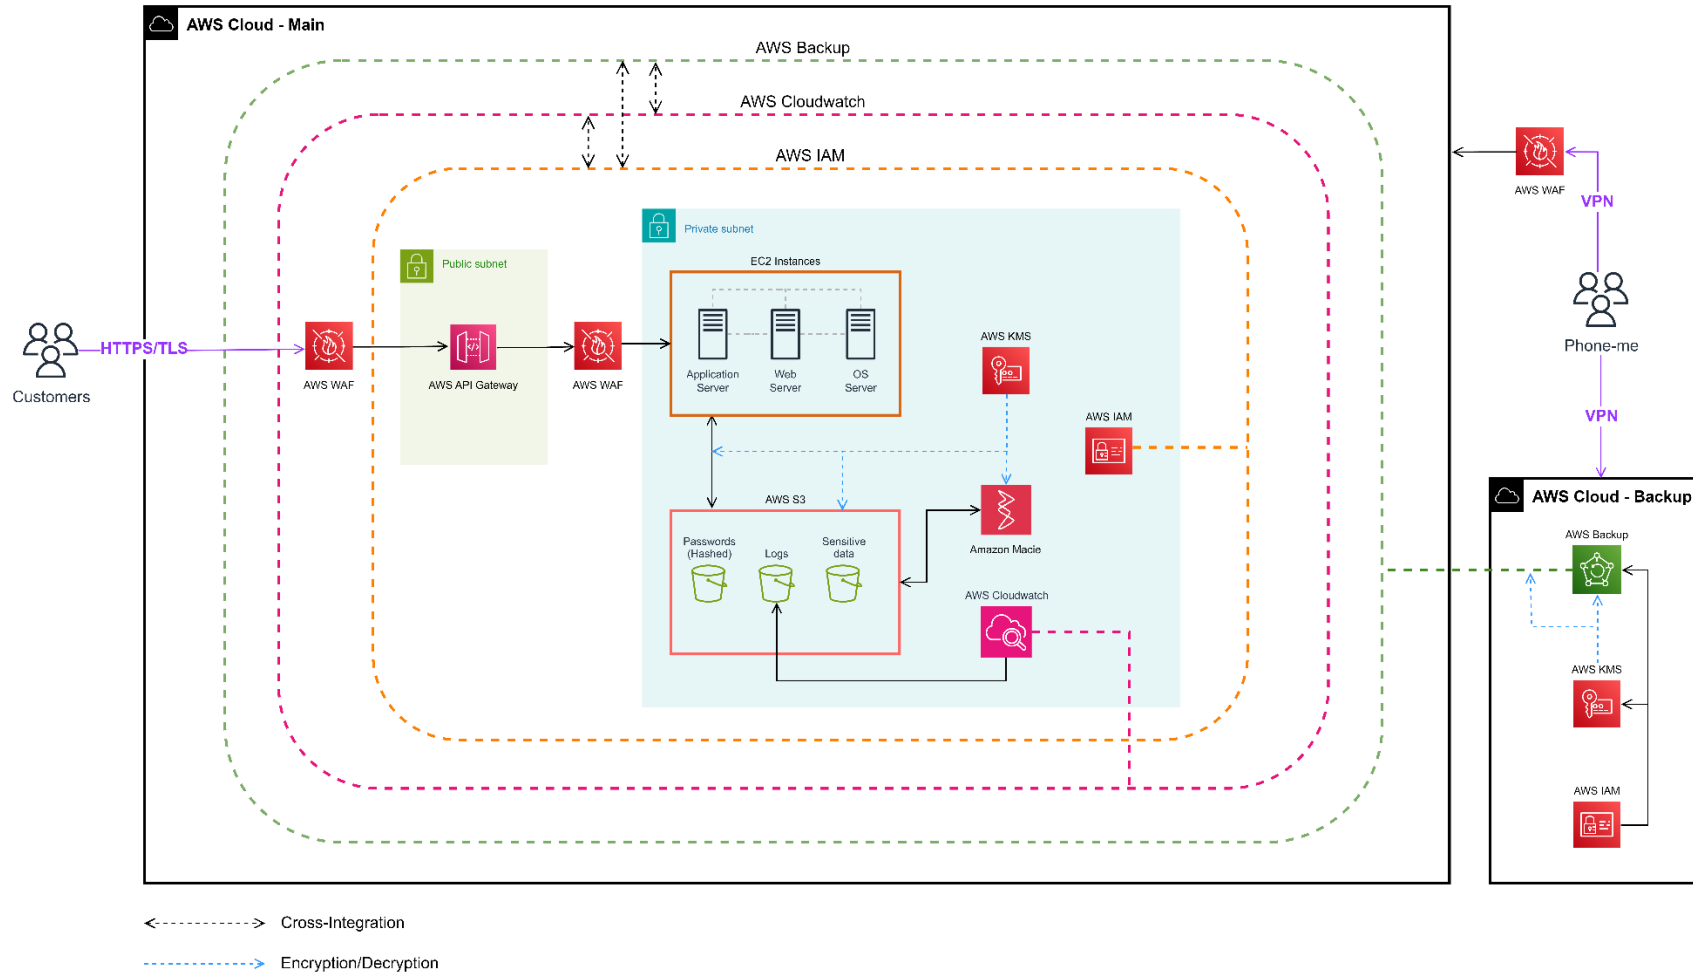 AWS Cloud - Main
AWS Backup
AWS Cloudwatch
AWS IAM
AWS WAF
VPN
Private subnet
Public subnet
EC2 Instances
Application
Server
Web
Server
OS
Server
AWS KMS
HTTPS/TLS
Customers
AWS WAF
AWS API Gateway
AWS WAF
Phone-me
VPN
AWS IAM
AWS S3
Passwords
(Hashed)
Logs
Sensitive
data
Amazon Macie
AWS Cloudwatch
AWS Cloud - Backup
AWS Backup
AWS KMS
AWS IAM
Cross-Integration
Encryption/Decryption